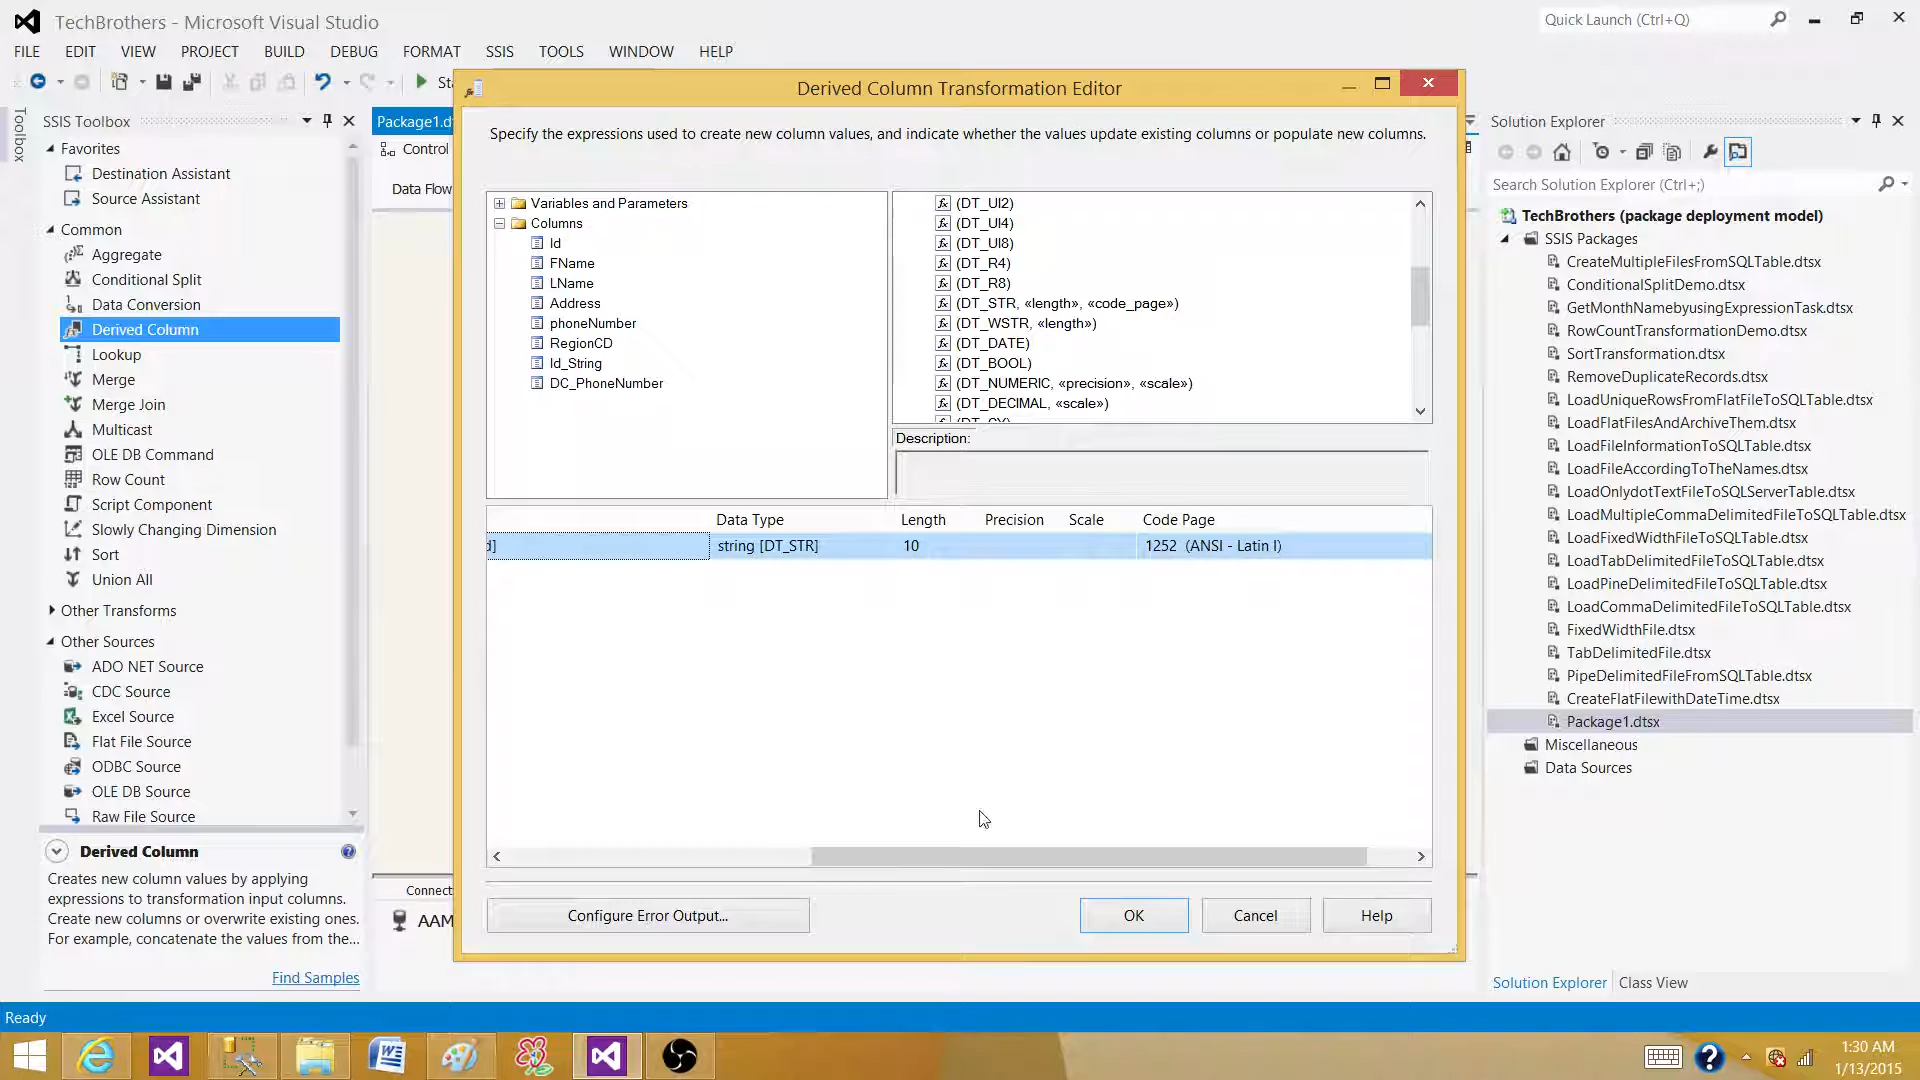 TechBrothers - Microsoft Visual Studio
Quick Launch (Ctrl+Q)
FILE EDIT VIEW PROJECT BUILD DEBUG FORMAT SSIS TOOLS WINDOW HELP
Toolbox
SSIS Toolbox
Favorites
Destination Assistant
Source Assistant
Common
Aggregate
Conditional Split
Data Conversion
Derived Column
Lookup
Merge
Merge Join
Multicast
OLE DB Command
Row Count
Script Component
Slowly Changing Dimension
Sort
Union All
Other Transforms
Other Sources
ADO NET Source
CDC Source
Excel Source
Flat File Source
ODBC Source
OLE DB Source
Raw File Source
Derived Column
Creates new column values by applying
expressions to transformation input columns.
Create new columns or overwrite existing ones.
For example, concatenate the values from the...
Find Samples
Package1.d
Control
Data Flow
Connect
AAM
Derived Column Transformation Editor
Specify the expressions used to create new column values, and indicate whether the values update existing columns or populate new columns.
Variables and Parameters
Columns
Id
FName
LName
Address
phoneNumber
RegionCD
Id_String
DC_PhoneNumber
(DT_UI2)
(DT_UI4)
(DT_UI8)
(DT_R4)
(DT_R8)
(DT_STR, «length», «code_page»)
(DT_WSTR, «length»)
(DT_DATE)
(DT_BOOL)
(DT_NUMERIC, «precision», «scale»)
(DT_DECIMAL, «scale»)
Description:
Data Type Length Precision Scale Code Page
d] string [DT_STR] 10 1252 (ANSI - Latin I)
Configure Error Output...
OK
Cancel
Help
Solution Explorer
Search Solution Explorer (Ctrl+;)
TechBrothers (package deployment model)
SSIS Packages
CreateMultipleFilesFromSQLTable.dtsx
ConditionalSplitDemo.dtsx
GetMonthNamebyusingExpressionTask.dtsx
RowCountTransformationDemo.dtsx
SortTransformation.dtsx
RemoveDuplicateRecords.dtsx
LoadUniqueRowsFromFlatFileToSQLTable.dtsx
LoadFlatFilesAndArchiveThem.dtsx
LoadFileInformationToSQLTable.dtsx
LoadFileAccordingToTheNames.dtsx
LoadOnlydotTextFileToSQLServerTable.dtsx
LoadMultipleCommaDelimitedFileToSQLTable.dtsx
LoadFixedWidthFileToSQLTable.dtsx
LoadTabDelimitedFileToSQLTable.dtsx
LoadPineDelimitedFileToSQLTable.dtsx
LoadCommaDelimitedFileToSQLTable.dtsx
FixedWidthFile.dtsx
TabDelimitedFile.dtsx
PipeDelimitedFileFromSQLTable.dtsx
CreateFlatFilewithDateTime.dtsx
Package1.dtsx
Miscellaneous
Data Sources
Solution Explorer Class View
Ready
1:30 AM
1/13/2015